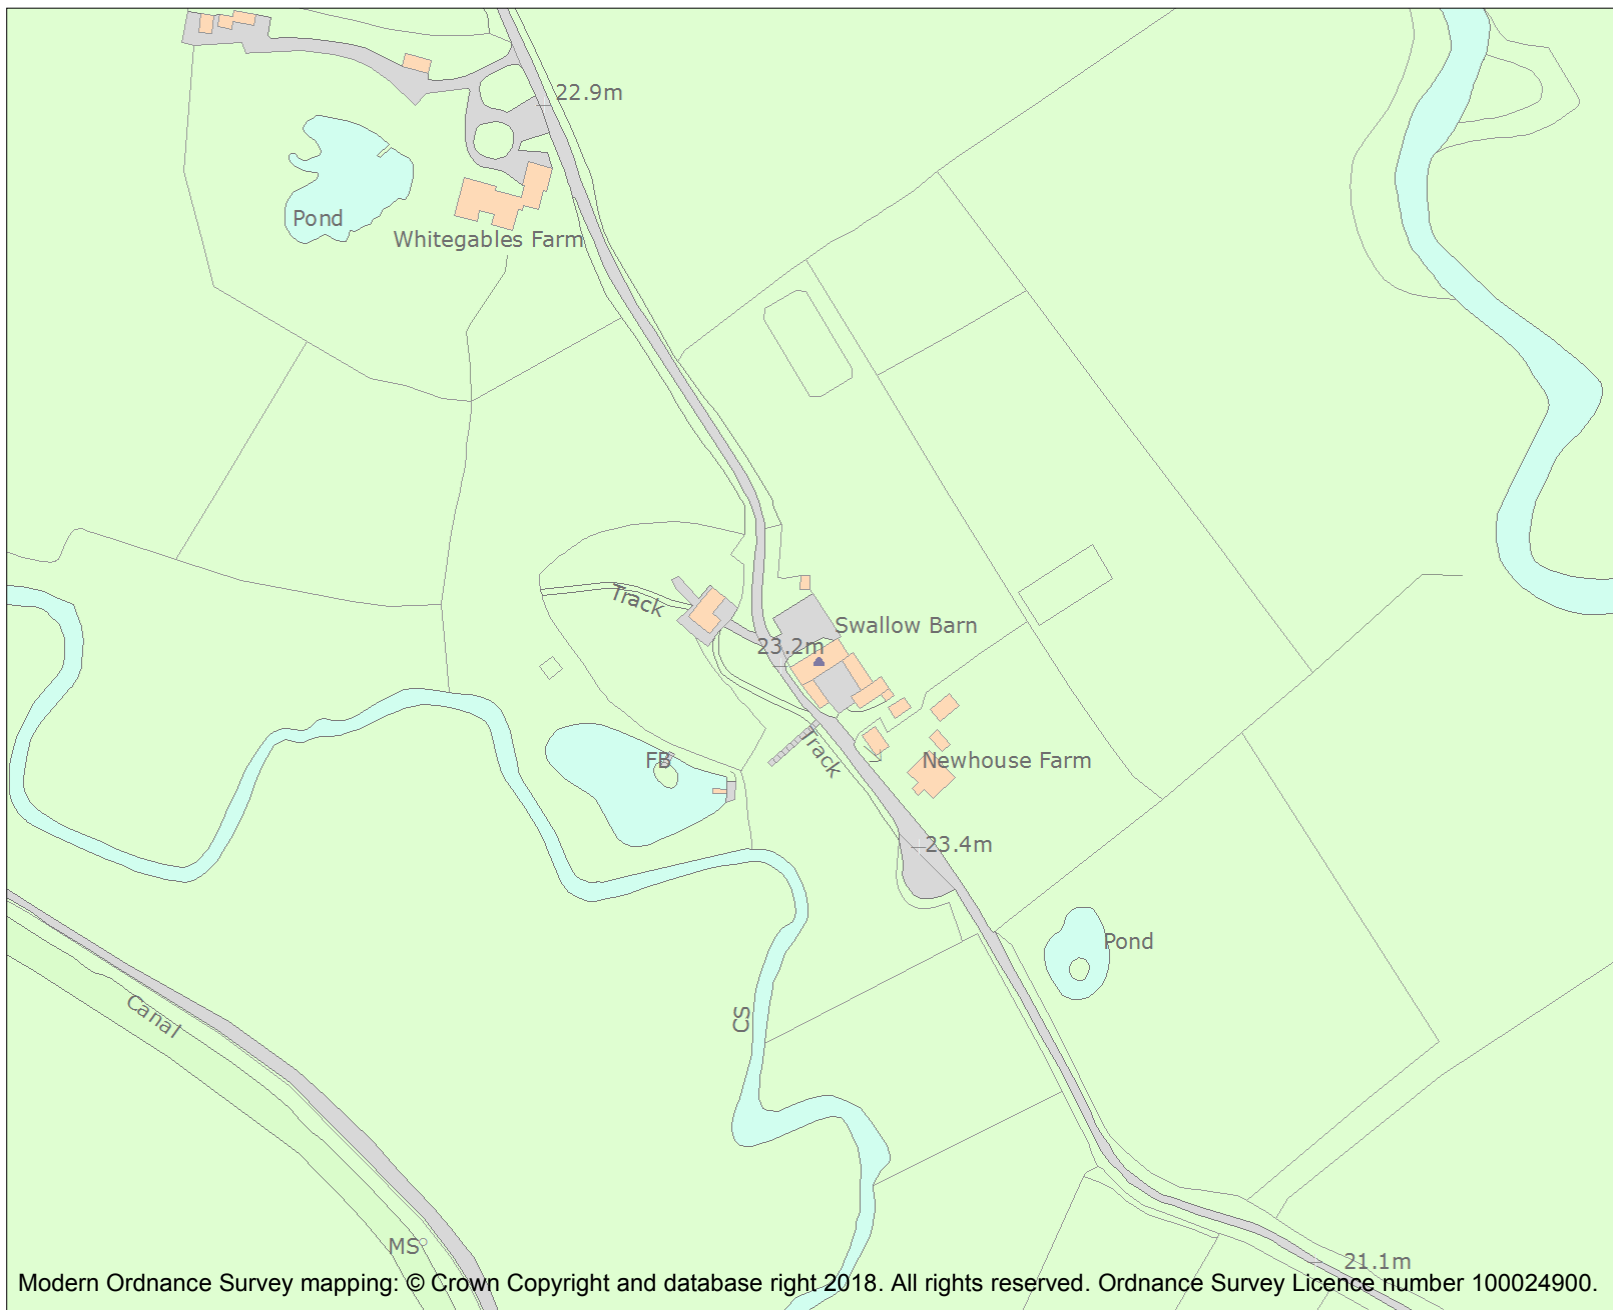 22.9m
Pond
Whitegables Farm
Track
Swallow Barn
23.2m
FB
Track
Newhouse Farm
23.4m
Pond
Canal
CS
MS
21.1m
Modern Ordnance Survey mapping: © Crown Copyright and database right 2018. All rights reserved. Ordnance Survey Licence number 100024900.